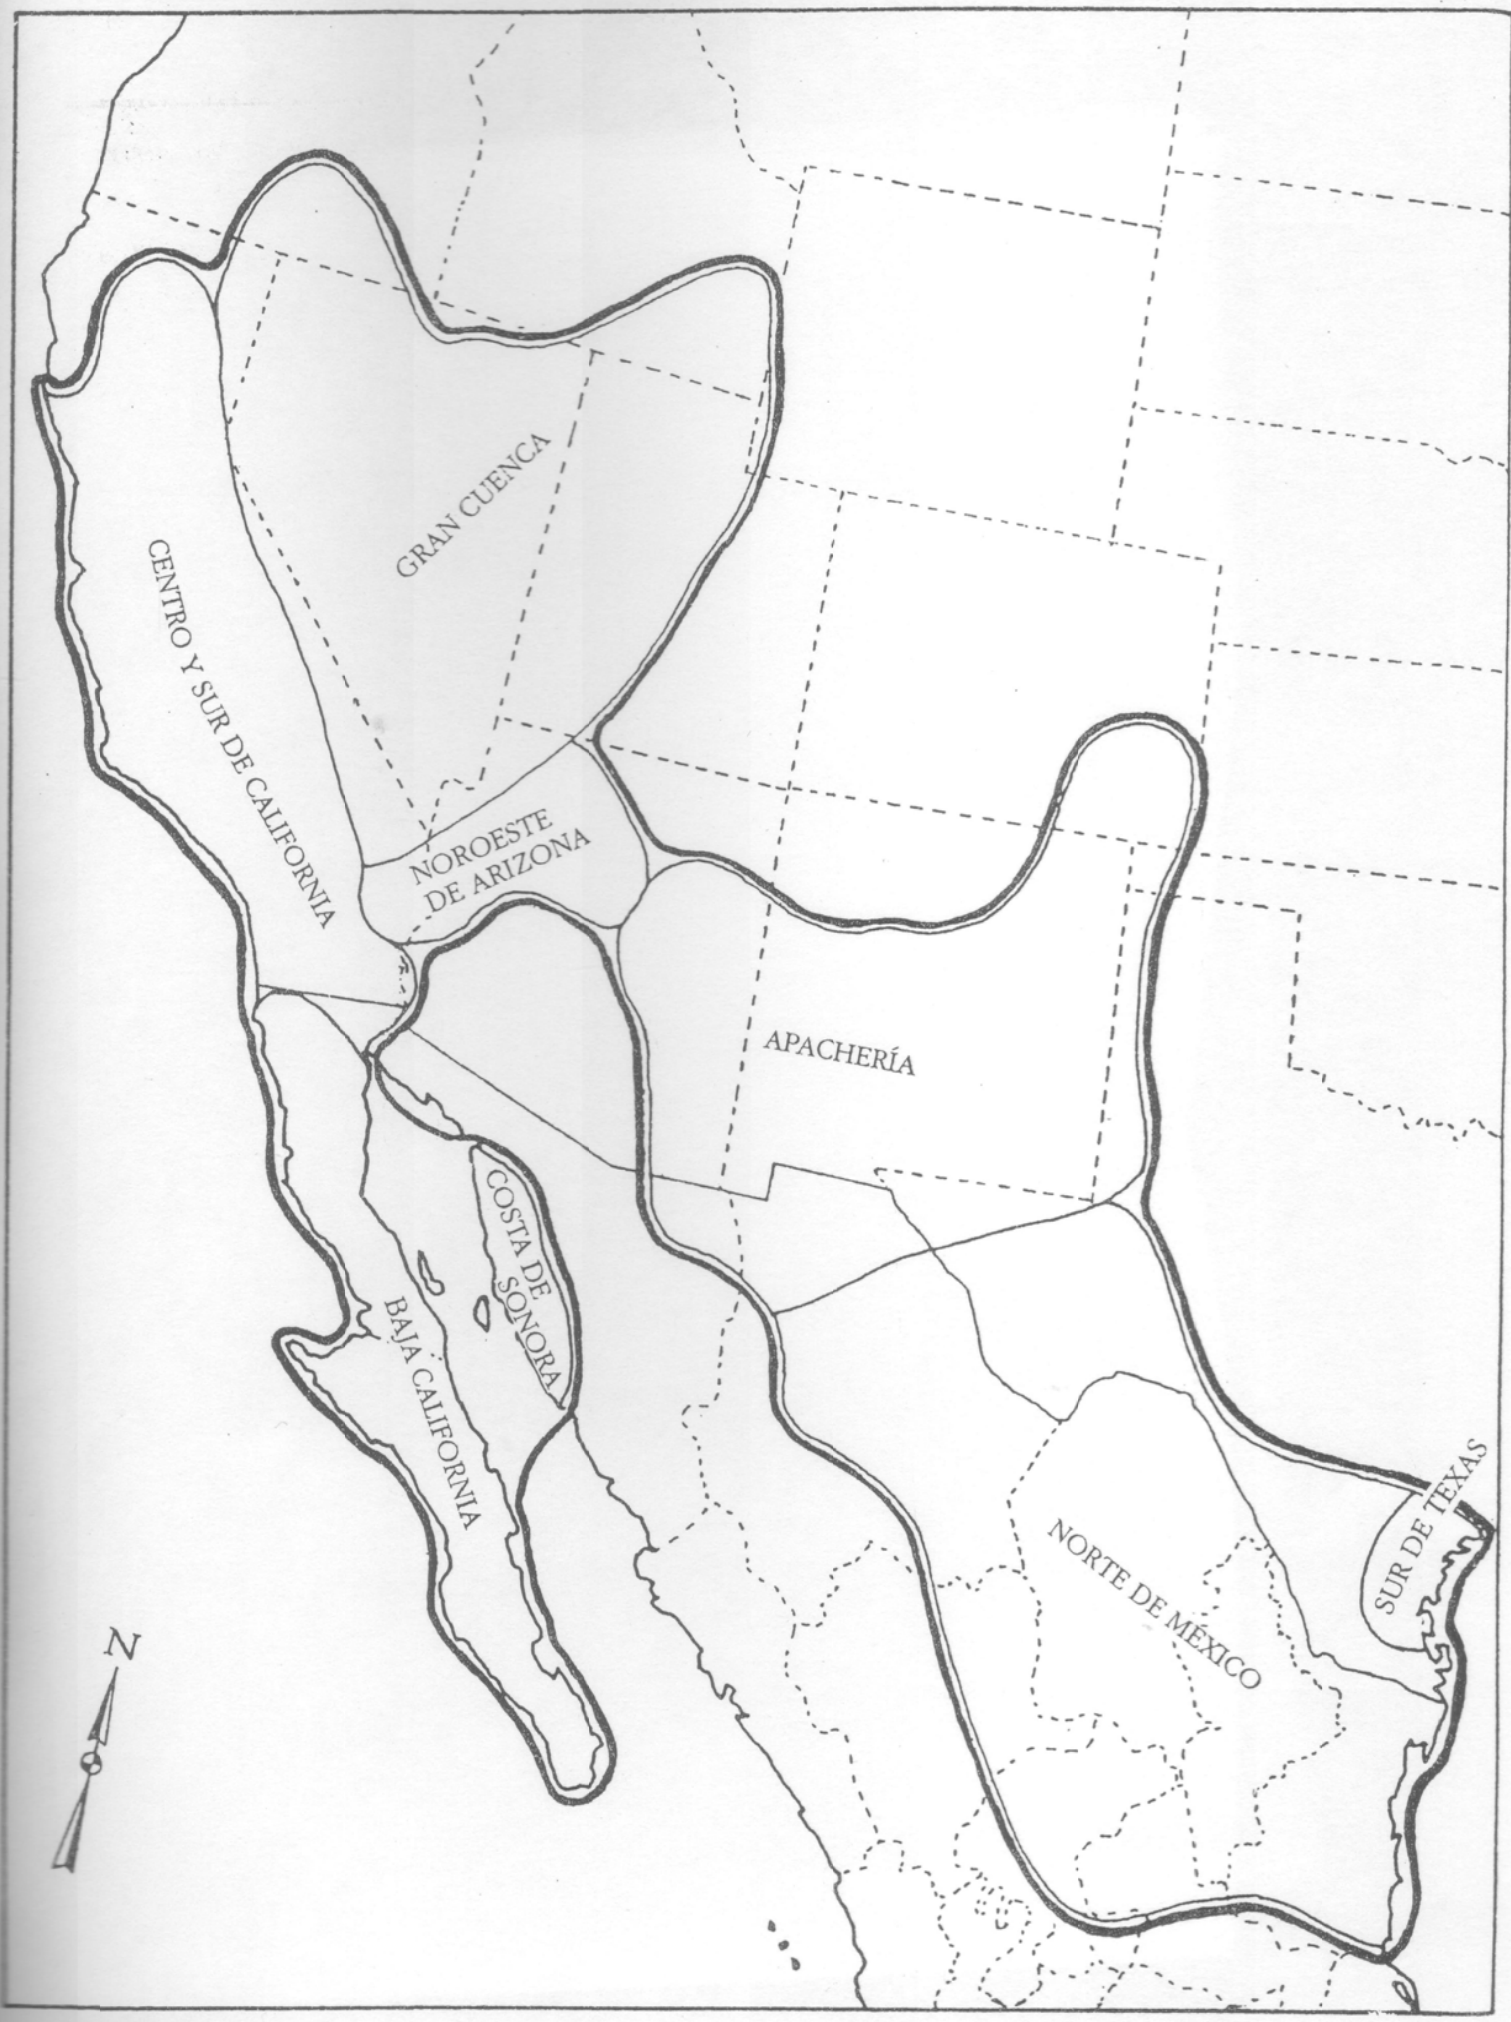 GRAN CUENCA
CENTRO Y SUR DE CALIFORNIA
NOROESTE
DE ARIZONA
APACHERÍA
COSTA DE
SONORA
BAJA CALIFORNIA
SUR DE TEXAS
NORTE DE MÉXICO
N